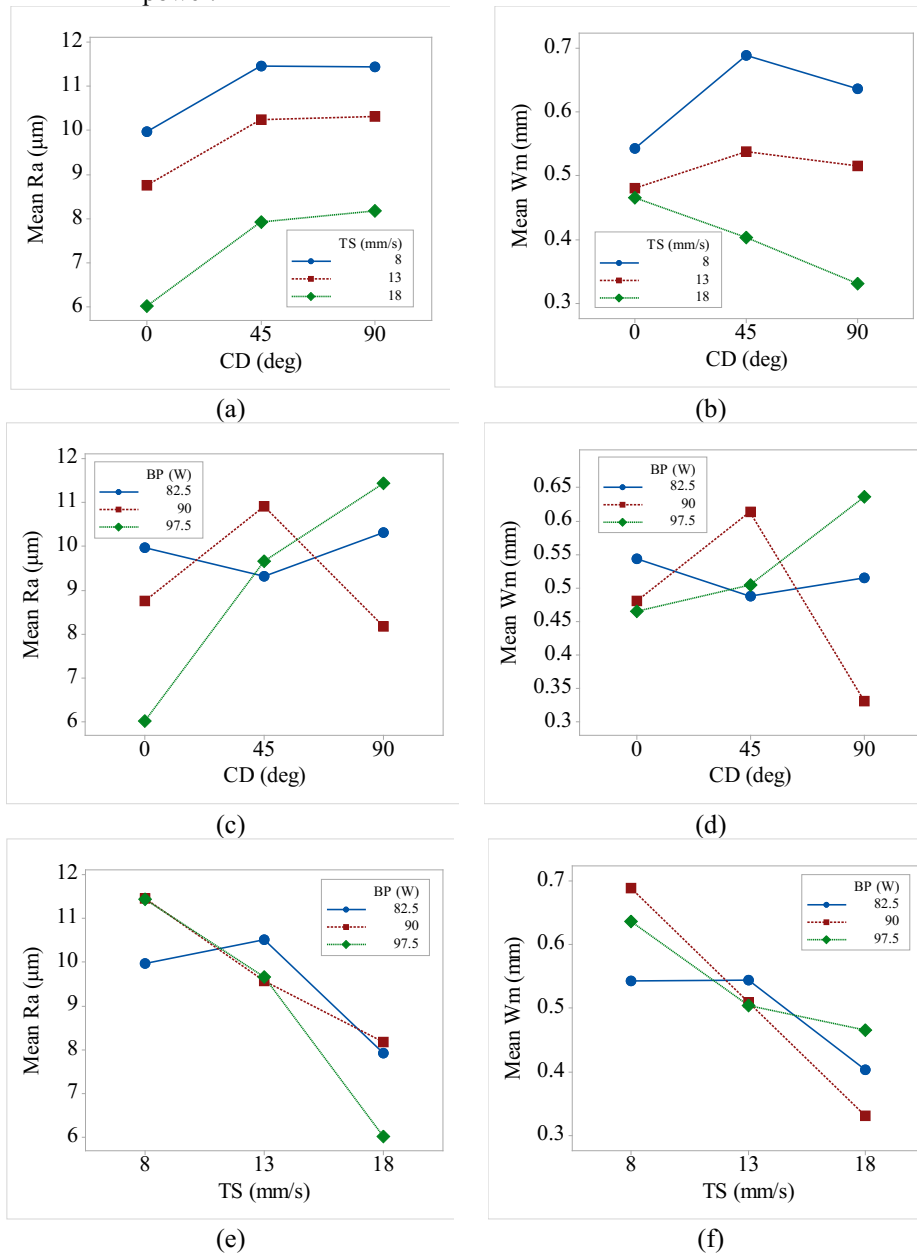 power.
12
11
10
9
8
7
6
Mean Ra (µm)
TS (mm/s)
8
13
18
0 45 90
CD (deg)
(a)
0.7
0.6
0.5
0.4
0.3
Mean Wm (mm)
TS (mm/s)
8
13
18
0 45 90
CD (deg)
(b)
12
11
10
9
8
7
6
Mean Ra (µm)
BP (W)
82.5
90
97.5
0 45 90
CD (deg)
(c)
0.65
0.6
0.55
0.5
0.45
0.4
0.35
0.3
Mean Wm (mm)
BP (W)
82.5
90
97.5
0 45 90
CD (deg)
(d)
12
11
10
9
8
7
6
Mean Ra (µm)
BP (W)
82.5
90
97.5
8 13 18
TS (mm/s)
(e)
0.7
0.6
0.5
0.4
0.3
Mean Wm (mm)
BP (W)
82.5
90
97.5
8 13 18
TS (mm/s)
(f)